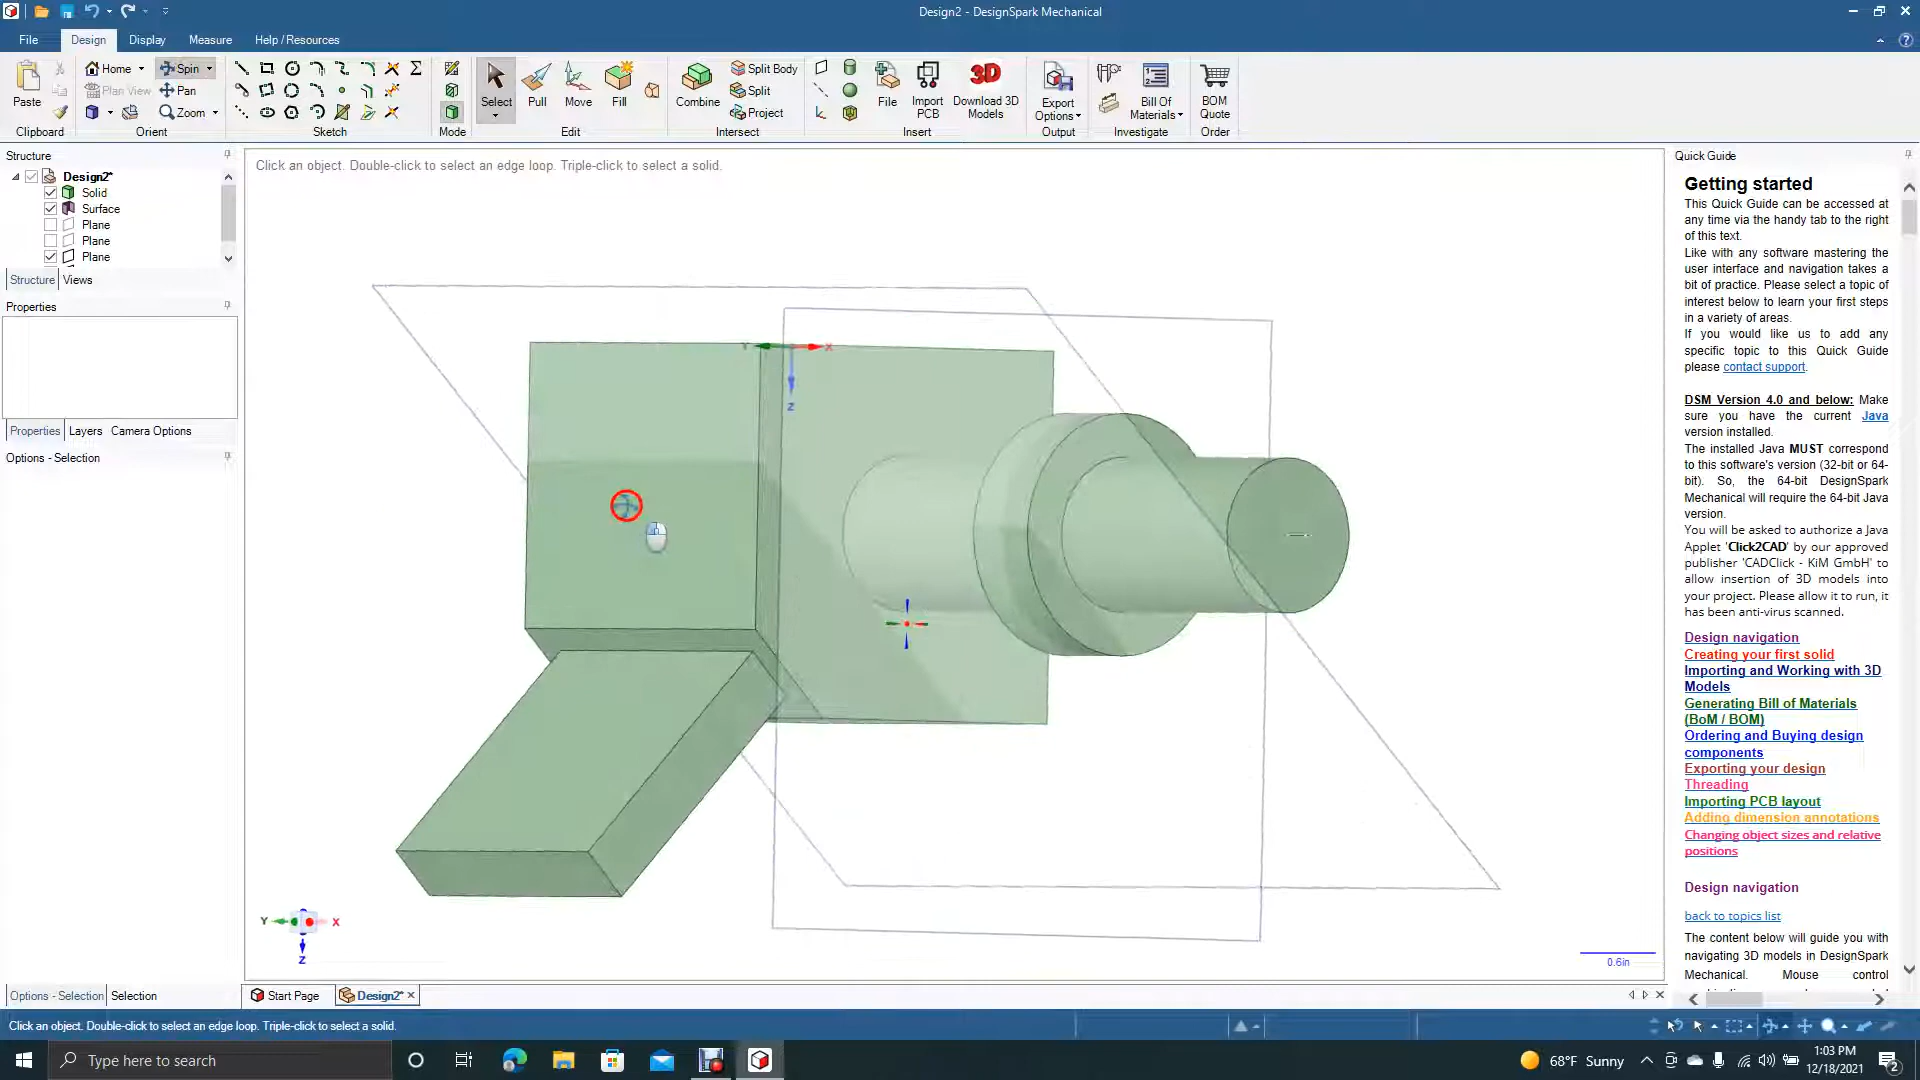 Design2 - DesignSpark Mechanical
File
Design
Display
Measure
Help / Resources
Paste
Home
Spin
Plan View
Pan
Zoom
Select
Pull
Move
Fill
Combine
Split Body
Split
Project
File
Import
PCB
Download 3D
Models
Export
Options
Bill Of
Materials
BOM
Quote
Clipboard
Orient
Sketch
Mode
Edit
Intersect
Insert
Output
Investigate
Order
Structure
Design2*
Solid
Surface
Plane
Plane
Plane
Structure
Views
Properties
Properties
Layers
Camera Options
Options - Selection
Options - Selection
Selection
Click an object. Double-click to select an edge loop. Triple-click to select a solid.
Y
X
Z
Y
X
Z
0.6in
Start Page
Design2*
Quick Guide
Getting started
This Quick Guide can be accessed at
any time via the handy tab to the right
of this text.
Like with any software mastering the
user interface and navigation takes a
bit of practice. Please select a topic of
interest below to learn your first steps
in a variety of areas.
If you would like us to add any
specific topic to this Quick Guide
please contact support.
DSM Version 4.0 and below: Make
sure you have the current Java
version installed.
The installed Java MUST correspond
to this software's version (32-bit or 64-
bit). So, the 64-bit DesignSpark
Mechanical will require the 64-bit Java
version.
You will be asked to authorize a Java
Applet 'Click2CAD' by our approved
publisher 'CADClick - KiM GmbH' to
allow insertion of 3D models into
your project. Please allow it to run, it
has been anti-virus scanned.
Design navigation
Creating your first solid
Importing and Working with 3D
Models
Generating Bill of Materials
(BoM / BOM)
Ordering and Buying design
components
Exporting your design
Threading
Importing PCB layout
Adding dimension annotations
Changing object sizes and relative
positions
Design navigation
back to topics list
The content below will guide you with
navigating 3D models in DesignSpark
Mechanical. Mouse control
Click an object. Double-click to select an edge loop. Triple-click to select a solid.
Type here to search
68°F Sunny
1:03 PM
12/18/2021
2